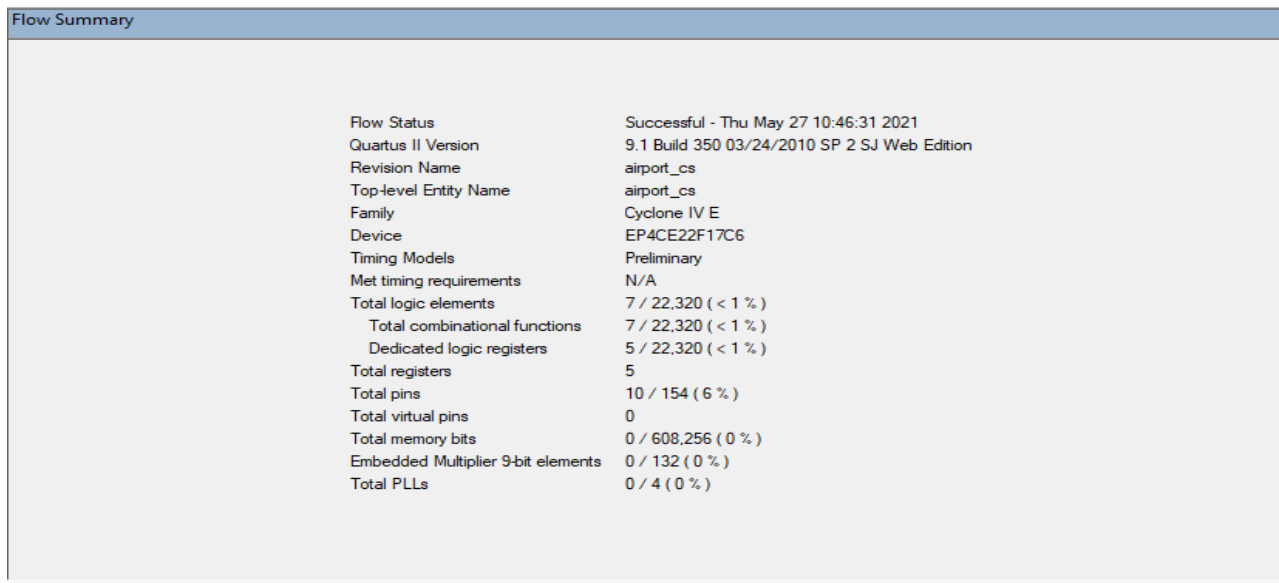 Flow Summary
Flow Status Successful - Thu May 27 10:46:31 2021
Quartus II Version 9.1 Build 350 03/24/2010 SP 2 SJ Web Edition
Revision Name airport_cs
Top-level Entity Name airport_cs
Family Cyclone IV E
Device EP4CE22F17C6
Timing Models Preliminary
Met timing requirements N/A
Total logic elements 7 / 22,320 ( < 1 % )
Total combinational functions 7 / 22,320 ( < 1 % )
Dedicated logic registers 5 / 22,320 ( < 1 % )
Total registers 5
Total pins 10 / 154 ( 6 % )
Total virtual pins 0
Total memory bits 0 / 608,256 ( 0 % )
Embedded Multiplier 9-bit elements 0 / 132 ( 0 % )
Total PLLs 0 / 4 ( 0 % )